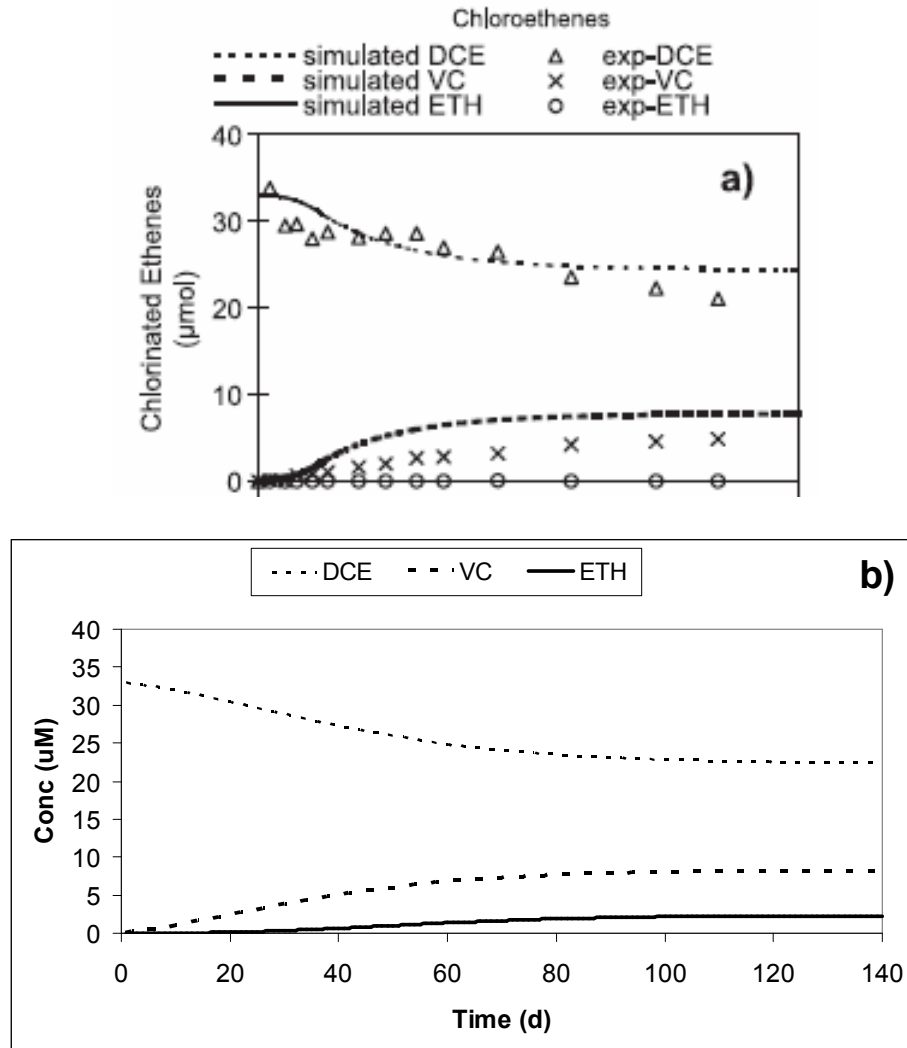 Chloroethenes
simulated DCE exp-DCE
simulated VC exp-VC
simulated ETH exp-ETH
40
a)
30
20
10
0
Chlorinated Ethenes
(μmol)
DCE VC ETH
b)
40
35
30
25
20
15
10
5
0
Conc (uM)
0 20 40 60 80 100 120 140
Time (d)